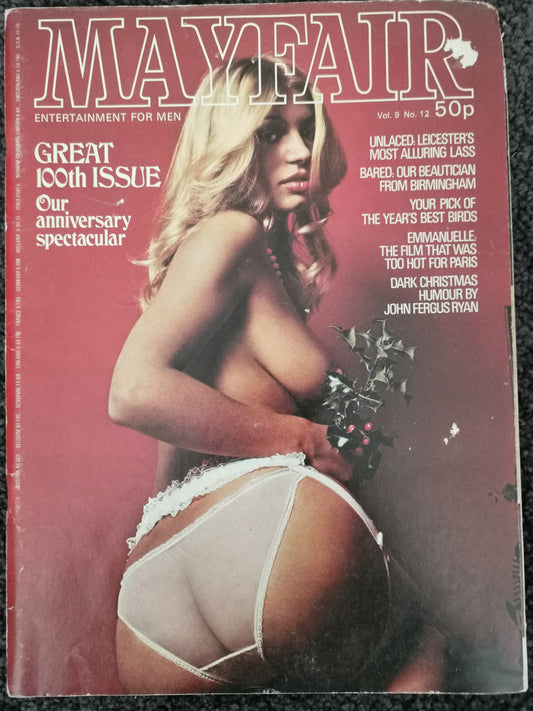 MAYFAIR
ENTERTAINMENT FOR MEN
Vol. 9 No. 12 50p
GREAT
100th ISSUE
Our
anniversary
spectacular
UNLACED: LEICESTER'S
MOST ALLURING LASS
BARED: OUR BEAUTICIAN
FROM BIRMINGHAM
YOUR PICK OF
THE YEAR'S BEST BIRDS
EMMANUELLE:
THE FILM THAT WAS
TOO HOT FOR PARIS
DARK CHRISTMAS
HUMOUR BY
JOHN FERGUS RYAN